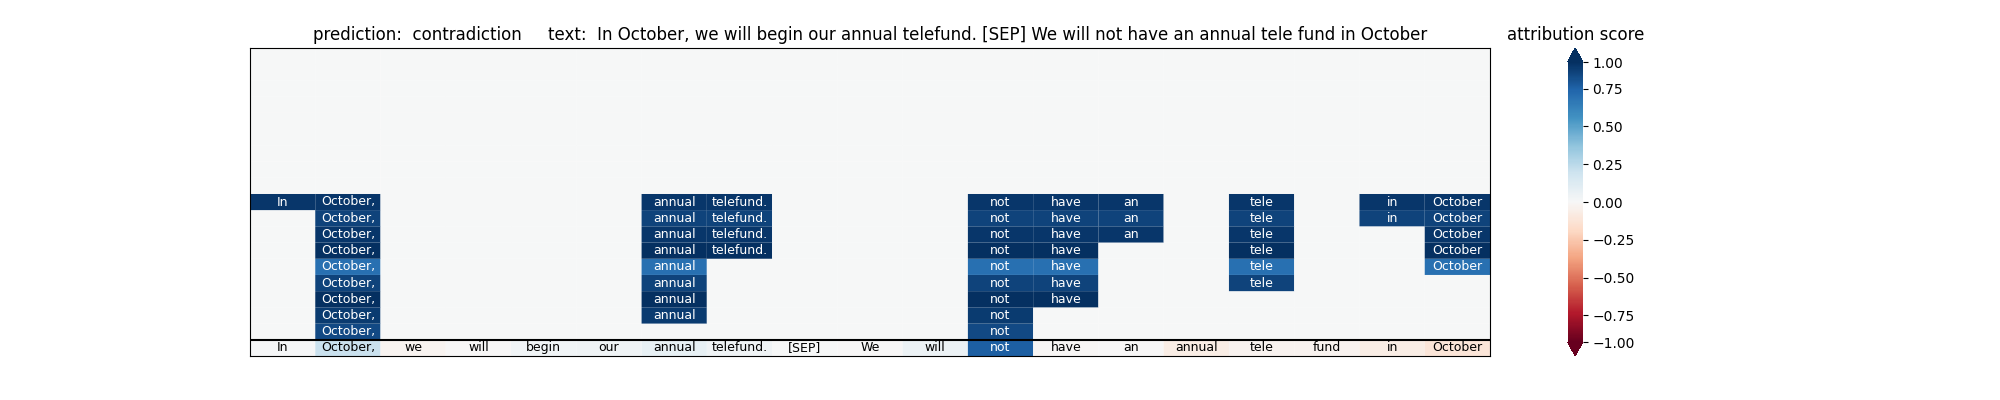 prediction:  contradiction     text:  In October, we will begin our annual telefund. [SEP] We will not have an annual tele fund in October
attribution score
In October, annual telefund. not have an tele in October
October, annual telefund. not have an tele in October
October, annual telefund. not have an tele October
October, annual telefund. not have tele October
October, annual not have tele October
October, annual not have tele
October, annual not have
October, annual not
October, not
In October, we will begin our annual telefund. [SEP] We will not have an annual tele fund in October
1.00
0.75
0.50
0.25
0.00
−0.25
−0.50
−0.75
−1.00